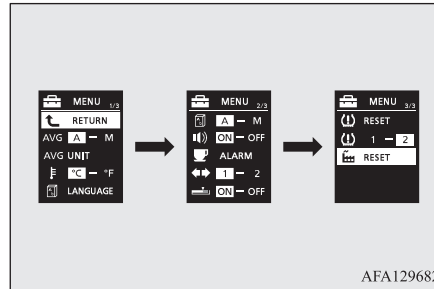 MENU 1/3
RETURN
AVG A – M
AVG UNIT
°C – °F
LANGUAGE
MENU 2/3
A – M
ON – OFF
ALARM
1 – 2
ON – OFF
MENU 3/3
RESET
1 – 2
RESET
AFA129682